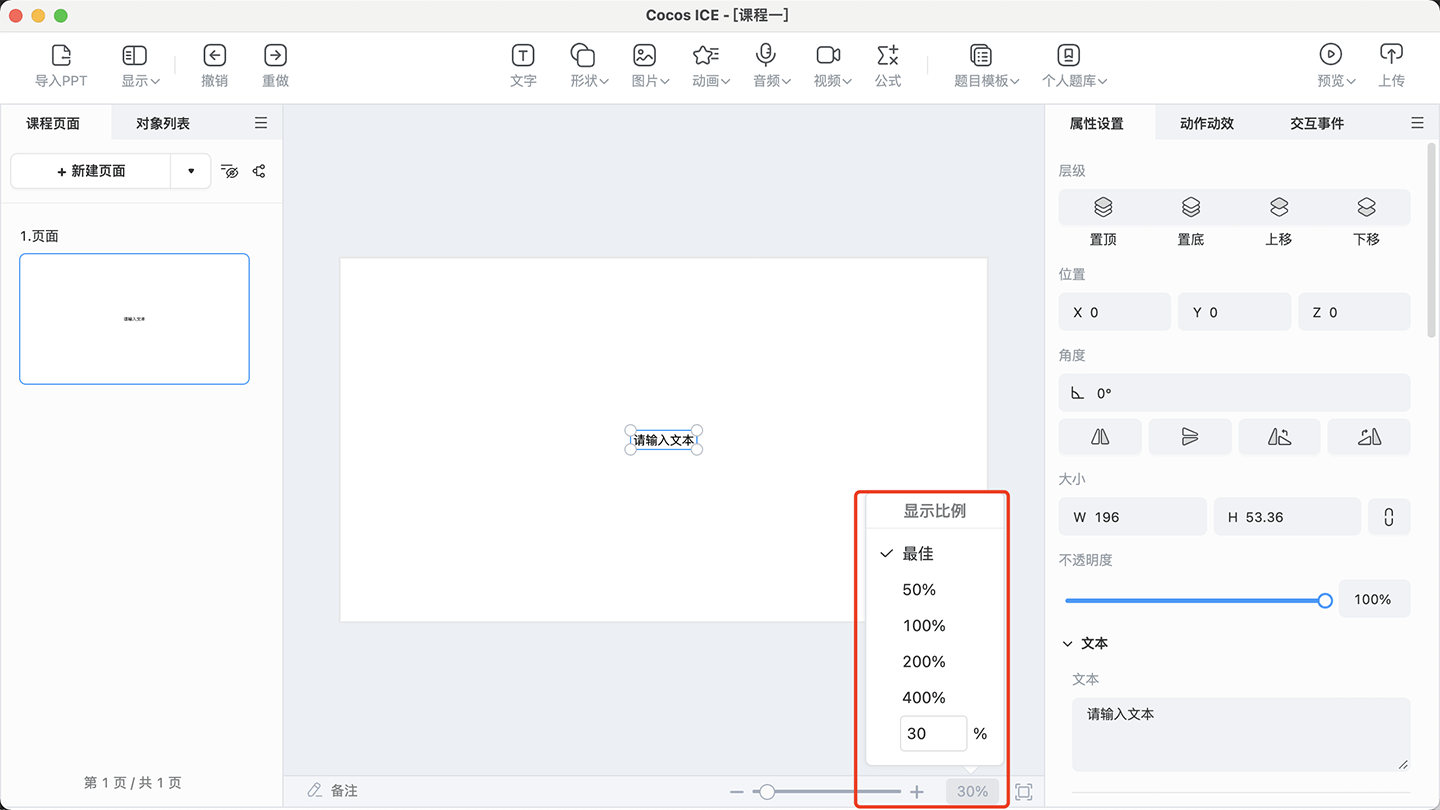 Cocos ICE - [课程一]
导入PPT 显示 撤销 重做 文字 形状 图片 动画 音频 视频 公式 题目模板 个人题库 预览 上传
课程页面 对象列表
+ 新建页面
1.页面
请输入文本
第 1 页 / 共 1 页
请输入文本
显示比例
最佳
50%
100%
200%
400%
30 %
备注
30%
属性设置 动作动效 交互事件
层级
置顶 置底 上移 下移
位置
X 0 Y 0 Z 0
角度
0°
大小
W 196 H 53.36
不透明度
100%
文本
文本
请输入文本